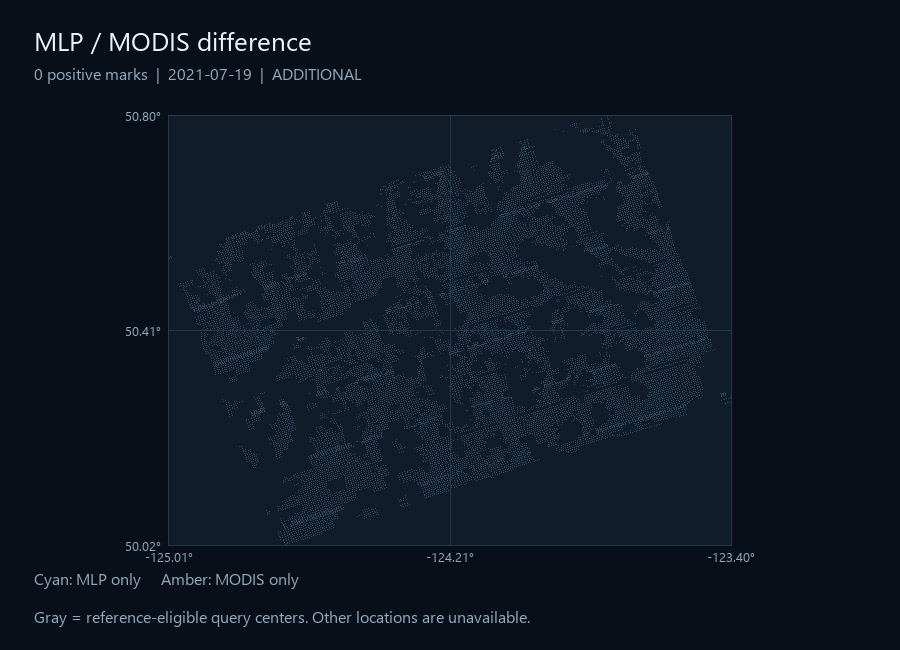 MLP / MODIS difference
0 positive marks | 2021-07-19 | ADDITIONAL
50.80°
50.41°
50.02°
-125.01° -124.21° -123.40°
Cyan: MLP only Amber: MODIS only
Gray = reference-eligible query centers. Other locations are unavailable.